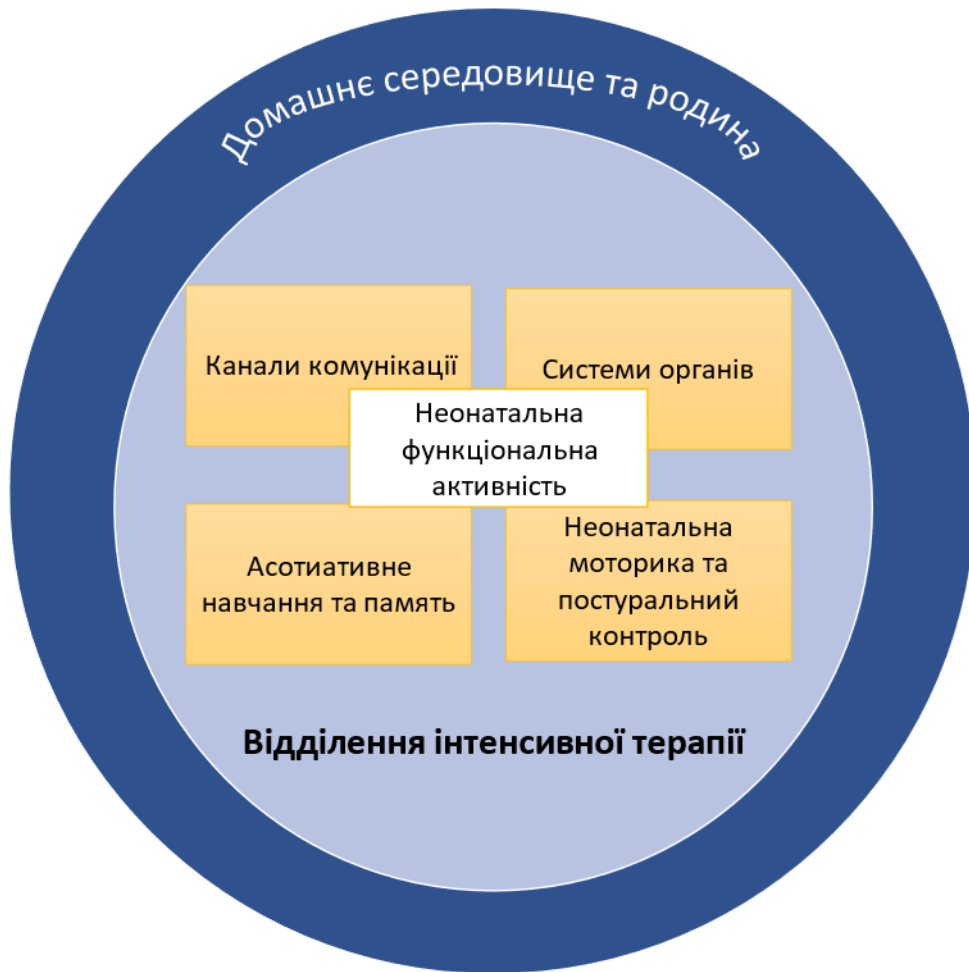 Домашнє середовище та родина
Канали комунікації
Системи органів
Неонатальна
функціональна
активність
Асотиативне
навчання та память
Неонатальна
моторика та
постуральний
контроль
Відділення інтенсивної терапії